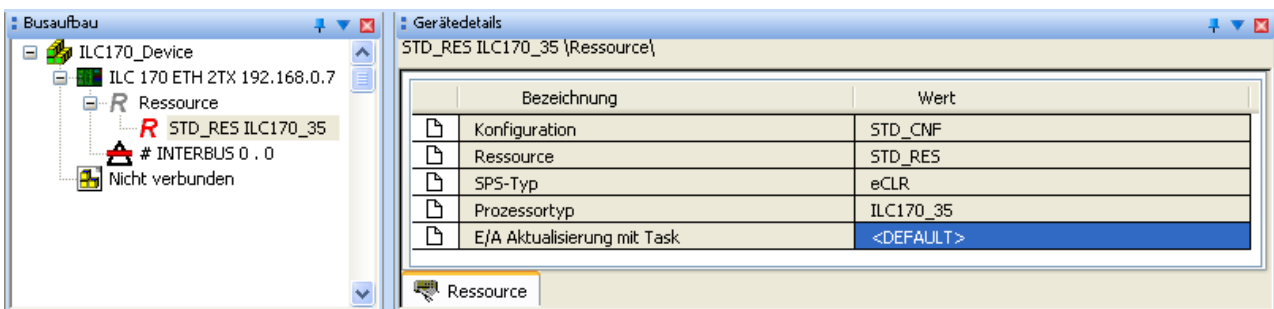 Busaufbau
ILC170_Device
ILC 170 ETH 2TX 192.168.0.7
R Ressource
R STD_RES ILC170_35
# INTERBUS 0 . 0
Nicht verbunden
Gerätedetails
STD_RES ILC170_35 \Ressource\
Bezeichnung Wert
Konfiguration STD_CNF
Ressource STD_RES
SPS-Typ eCLR
Prozessortyp ILC170_35
E/A Aktualisierung mit Task <DEFAULT>
Ressource